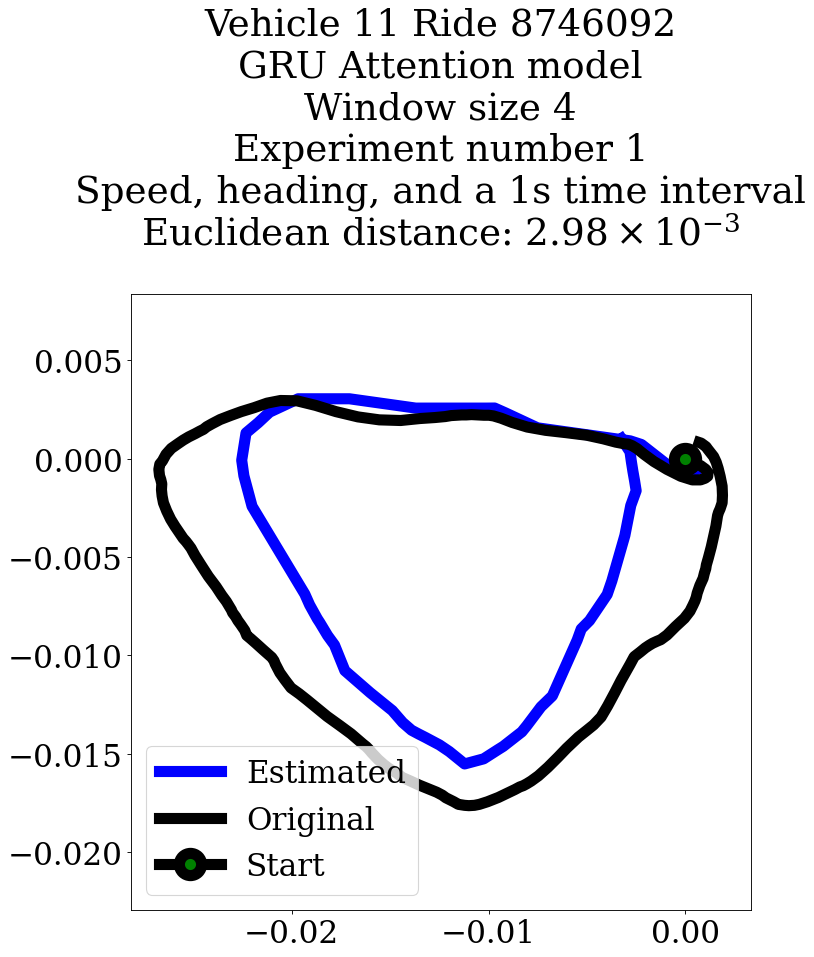 Vehicle 11 Ride 8746092
GRU Attention model
Window size 4
Experiment number 1
Speed, heading, and a 1s time interval
Euclidean distance: 2.98 × 10⁻³
0.005
0.000
−0.005
−0.010
−0.015
−0.020
Estimated
Original
Start
−0.02 −0.01 0.00